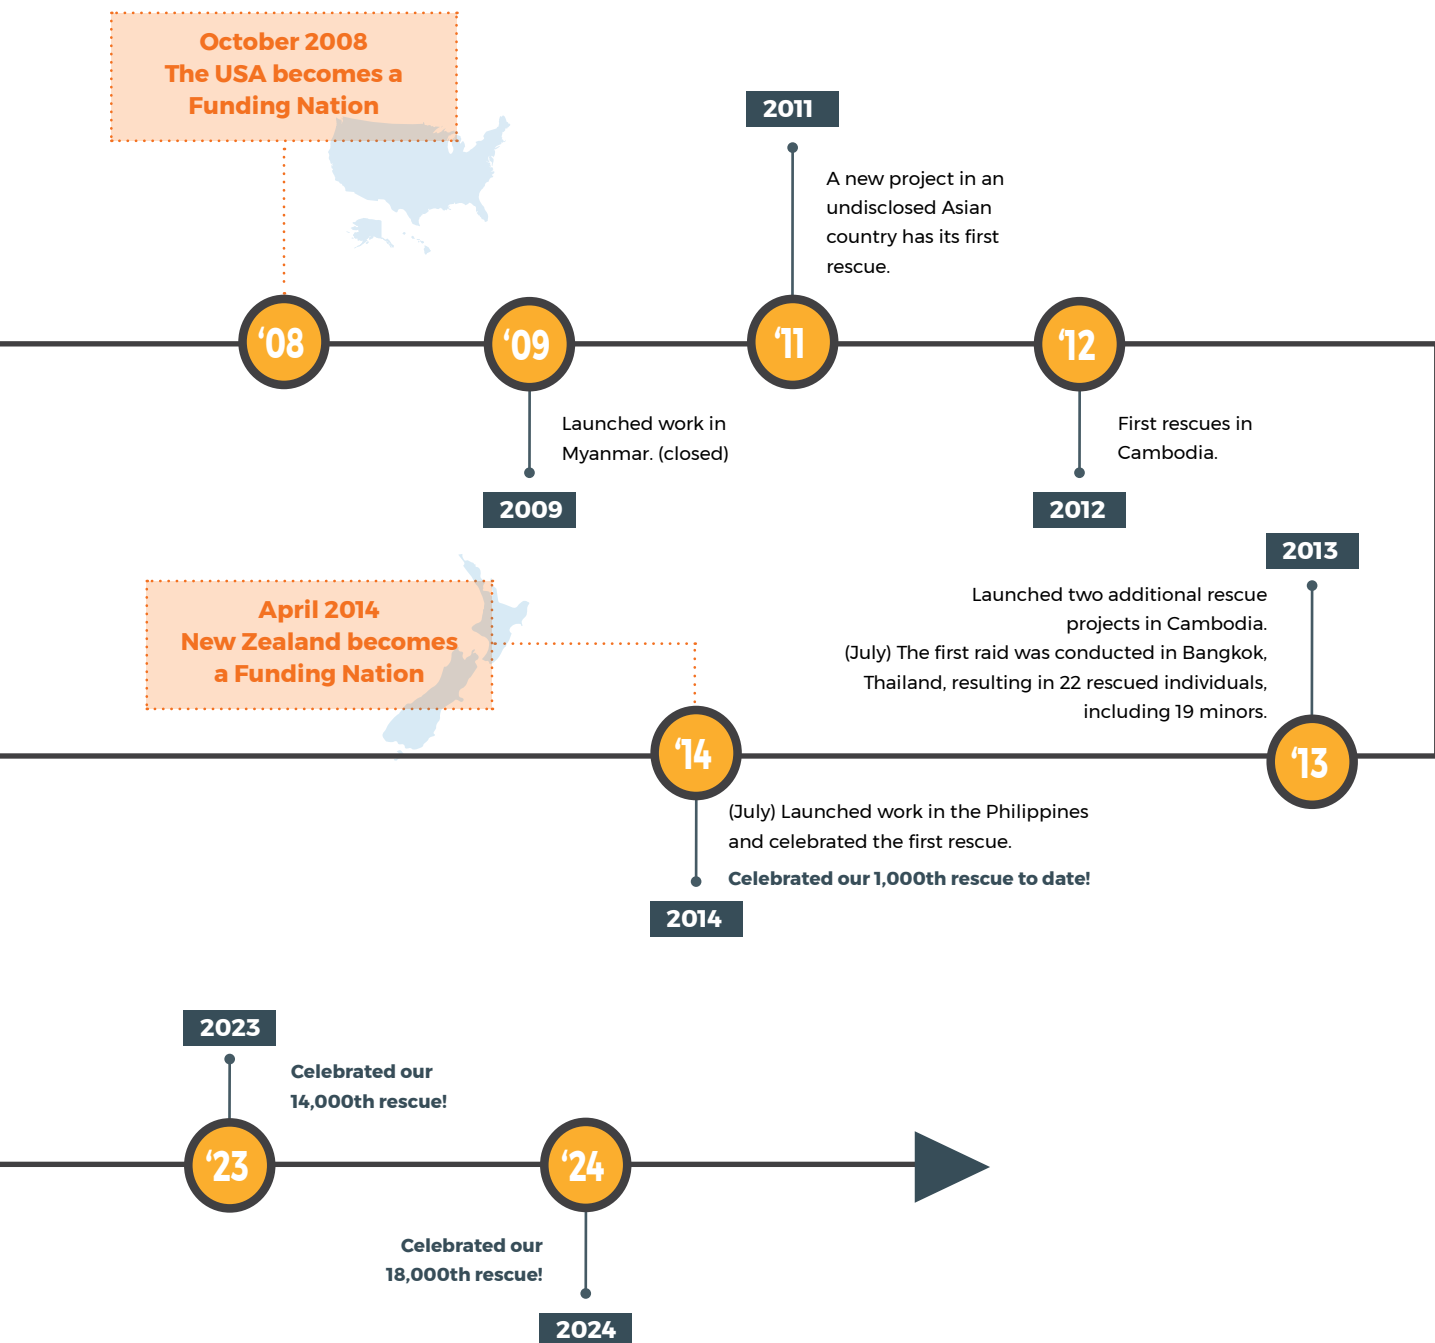 October 2008
The USA becomes a
Funding Nation
2011
A new project in an
undisclosed Asian
country has its first
rescue.
‘08
‘09
‘11
‘12
Launched work in
Myanmar. (closed)
2009
First rescues in
Cambodia.
2012
2013
Launched two additional rescue
projects in Cambodia.
(July) The first raid was conducted in Bangkok,
Thailand, resulting in 22 rescued individuals,
including 19 minors.
‘13
April 2014
New Zealand becomes
a Funding Nation
‘14
(July) Launched work in the Philippines
and celebrated the first rescue.
Celebrated our 1,000th rescue to date!
2014
2023
Celebrated our
14,000th rescue!
‘23
‘24
Celebrated our
18,000th rescue!
2024